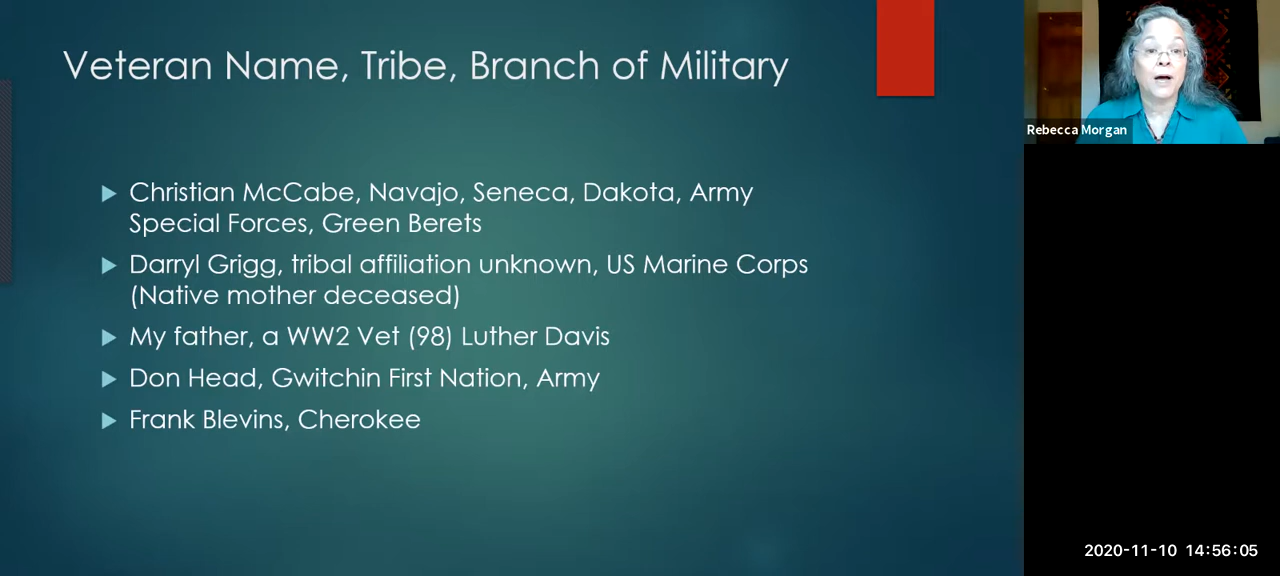 Veteran Name, Tribe, Branch of Military
Christian McCabe, Navajo, Seneca, Dakota, Army
Special Forces, Green Berets
Darryl Grigg, tribal affiliation unknown, US Marine Corps
(Native mother deceased)
My father, a WW2 Vet (98) Luther Davis
Don Head, Gwitchin First Nation, Army
Frank Blevins, Cherokee
Rebecca Morgan
2020-11-10 14:56:05